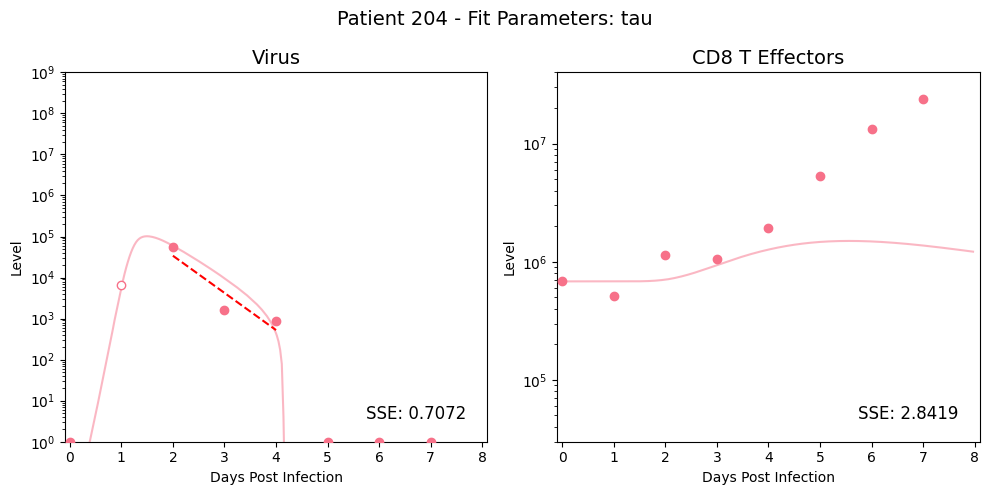 Patient 204 - Fit Parameters: tau
Virus
10^9
10^8
10^7
10^6
10^5
10^4
10^3
10^2
10^1
10^0
Level
SSE: 0.7072
0 1 2 3 4 5 6 7 8
Days Post Infection
CD8 T Effectors
10^7
10^6
10^5
Level
SSE: 2.8419
0 1 2 3 4 5 6 7 8
Days Post Infection